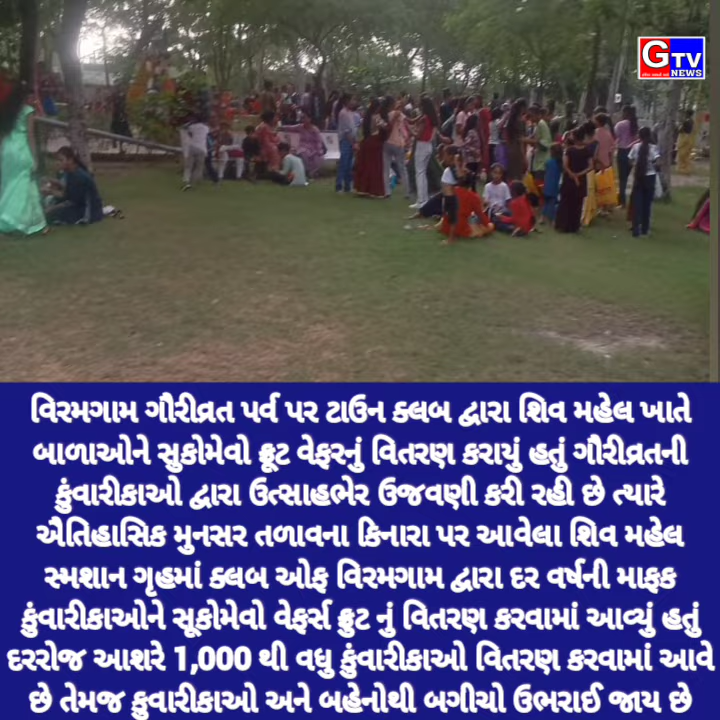 GTV
NEWS
વિરમગામ ગૌરીવ્રત પર્વ પર ટાઉન ક્લબ દ્વારા શિવ મહેલ ખાતે
બાળાઓને સુકોમેવો ફ્રૂટ વેફરનું વિતરણ કરાયું હતું ગૌરીવ્રતની
કુંવારીકાઓ દ્વારા ઉત્સાહભેર ઉજવણી કરી રહી છે ત્યારે
ઐતિહાસિક મુનસર તળાવના કિનારા પર આવેલા શિવ મહેલ
સ્મશાન ગૃહમાં ક્લબ ઓફ વિરમગામ દ્વારા દર વર્ષની માફક
કુંવારીકાઓને સૂકોમેવો વેફર્સ ફ્રુટ નું વિતરણ કરવામાં આવ્યું હતું
દરરોજ આશરે 1,000 થી વધુ કુંવારીકાઓ વિતરણ કરવામાં આવે
છે તેમજ કુવારીકાઓ અને બહેનોથી બગીચો ઉભરાઈ જાય છે